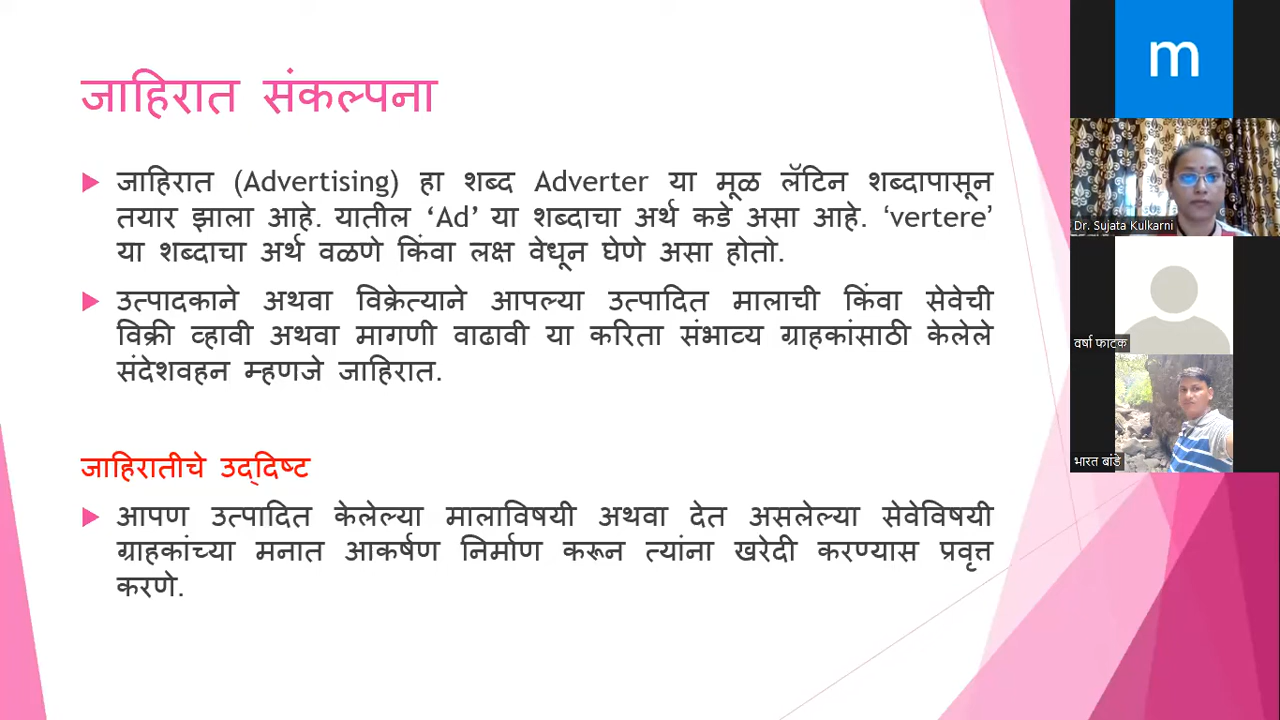 जाहिरात संकल्पना
जाहिरात (Advertising) हा शब्द Adverter या मूळ लॅटिन शब्दापासून
तयार झाला आहे. यातील ‘Ad’ या शब्दाचा अर्थ कडे असा आहे. ‘vertere’
या शब्दाचा अर्थ वळणे किंवा लक्ष वेधून घेणे असा होतो.
उत्पादकाने अथवा विक्रेत्याने आपल्या उत्पादित मालाची किंवा सेवेची
विक्री व्हावी अथवा मागणी वाढावी या करिता संभाव्य ग्राहकांसाठी केलेले
संदेशवहन म्हणजे जाहिरात.
जाहिरातीचे उद्दिष्ट
आपण उत्पादित केलेल्या मालाविषयी अथवा देत असलेल्या सेवेविषयी
ग्राहकांच्या मनात आकर्षण निर्माण करून त्यांना खरेदी करण्यास प्रवृत्त
करणे.
m
Dr. Sujata Kulkarni
वर्षा फाटक
भारत बांडे